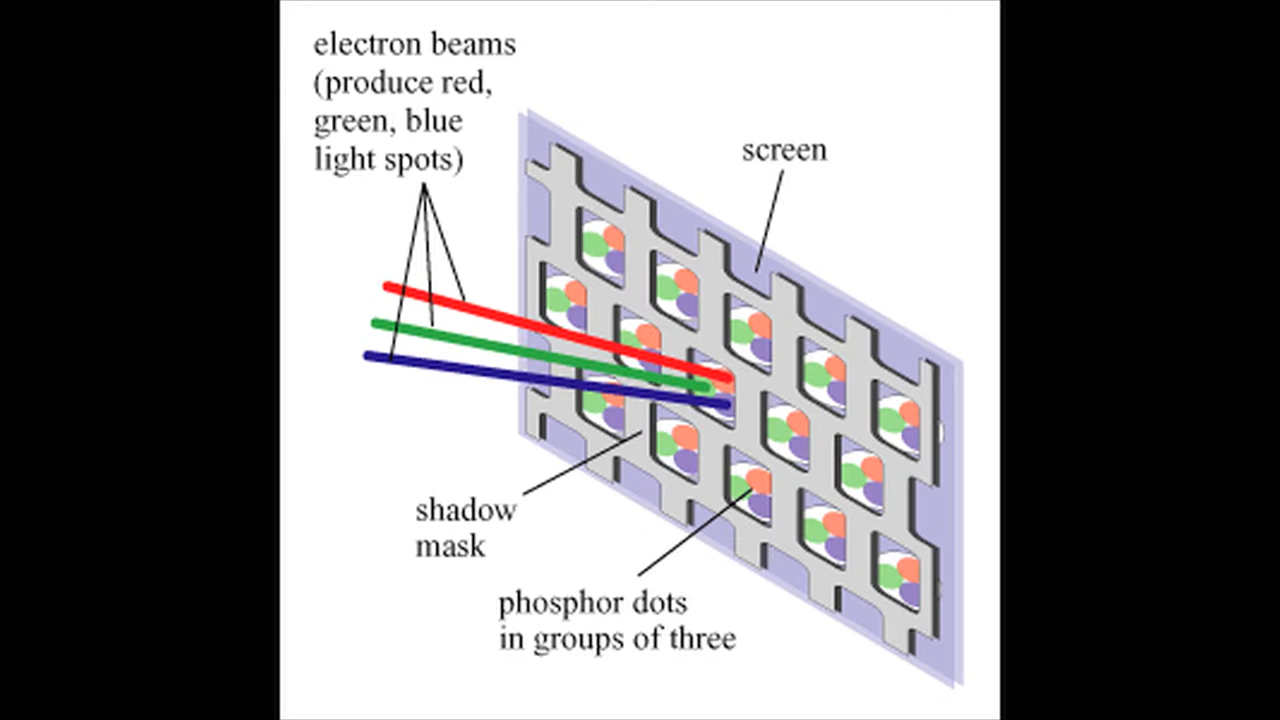 electron beams
(produce red,
green, blue
light spots)
screen
shadow
mask
phosphor dots
in groups of three